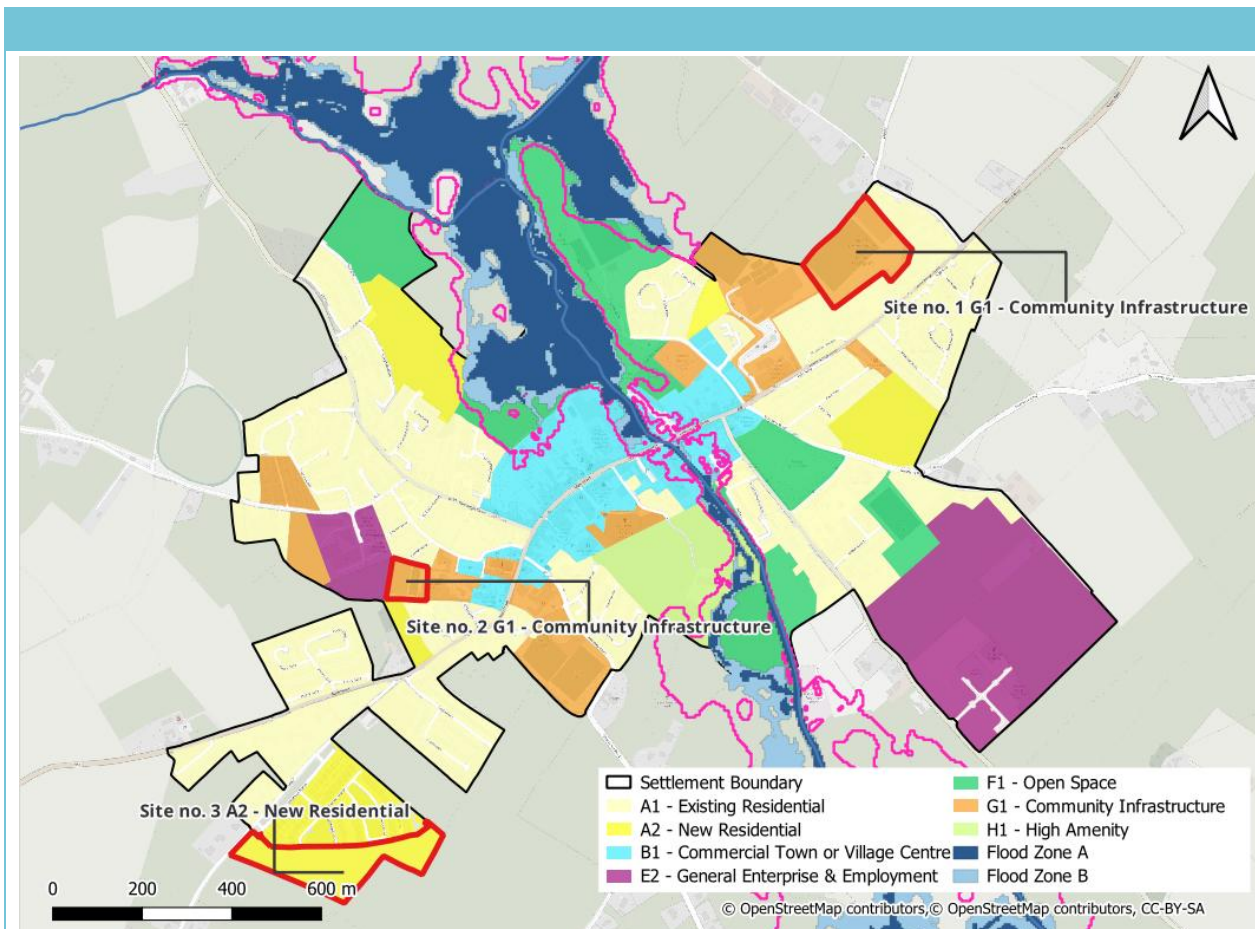 Site no. 1 G1 - Community Infrastructure
Site no. 2 G1 - Community Infrastructure
Site no. 3 A2 - New Residential
0 200 400 600 m
Settlement Boundary
A1 - Existing Residential
A2 - New Residential
B1 - Commercial Town or Village Centre
E2 - General Enterprise & Employment
F1 - Open Space
G1 - Community Infrastructure
H1 - High Amenity
Flood Zone A
Flood Zone B
© OpenStreetMap contributors,© OpenStreetMap contributors, CC-BY-SA